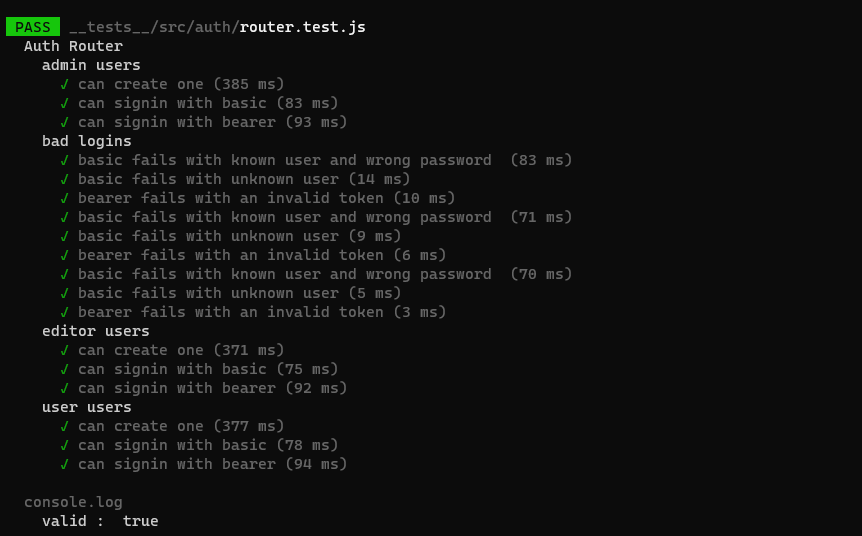 PASS __tests__/src/auth/router.test.js
Auth Router
admin users
✓ can create one (385 ms)
✓ can signin with basic (83 ms)
✓ can signin with bearer (93 ms)
bad logins
✓ basic fails with known user and wrong password  (83 ms)
✓ basic fails with unknown user (14 ms)
✓ bearer fails with an invalid token (10 ms)
✓ basic fails with known user and wrong password  (71 ms)
✓ basic fails with unknown user (9 ms)
✓ bearer fails with an invalid token (6 ms)
✓ basic fails with known user and wrong password  (70 ms)
✓ basic fails with unknown user (5 ms)
✓ bearer fails with an invalid token (3 ms)
editor users
✓ can create one (371 ms)
✓ can signin with basic (75 ms)
✓ can signin with bearer (92 ms)
user users
✓ can create one (377 ms)
✓ can signin with basic (78 ms)
✓ can signin with bearer (94 ms)
console.log
valid :  true